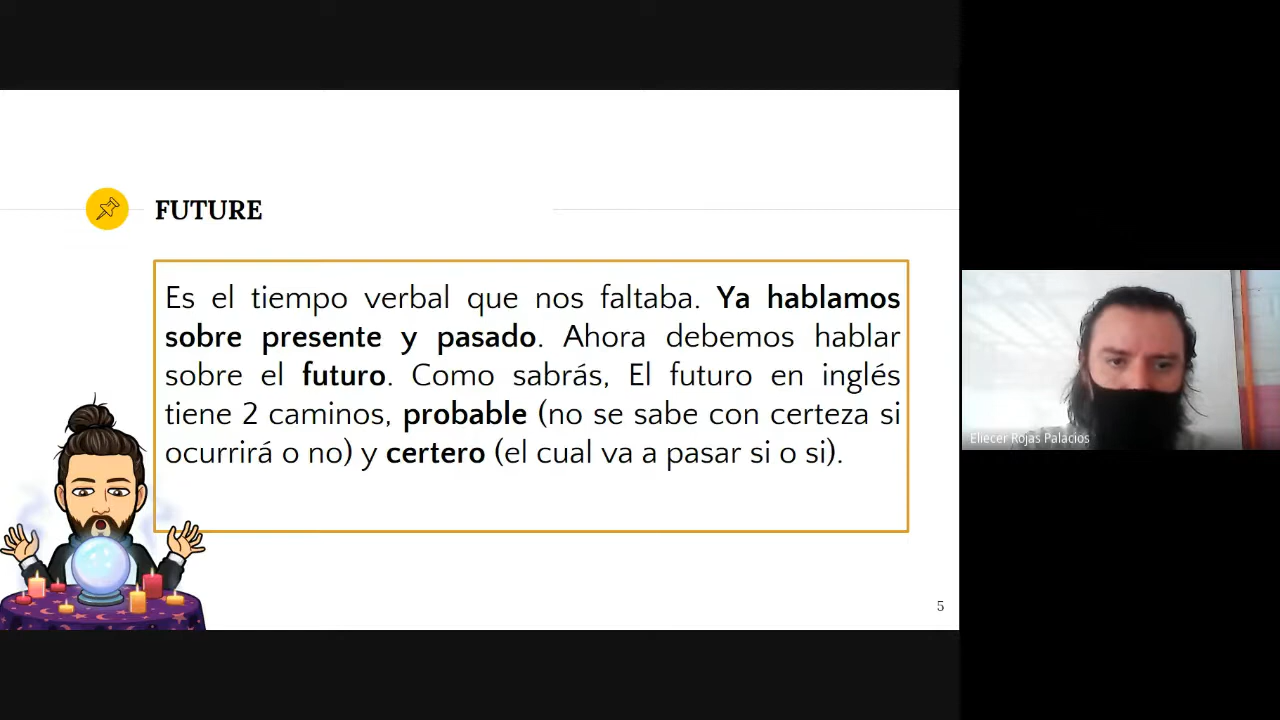 FUTURE
Es el tiempo verbal que nos faltaba. Ya hablamos
sobre presente y pasado. Ahora debemos hablar
sobre el futuro. Como sabrás, El futuro en inglés
tiene 2 caminos, probable (no se sabe con certeza si
ocurrirá o no) y certero (el cual va a pasar si o si).
5
Eliecer Rojas Palacios